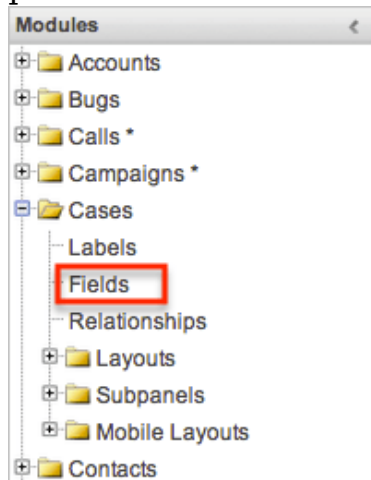 Modules <
Accounts
Bugs
Calls *
Campaigns *
Cases
Labels
Fields
Relationships
Layouts
Subpanels
Mobile Layouts
Contacts